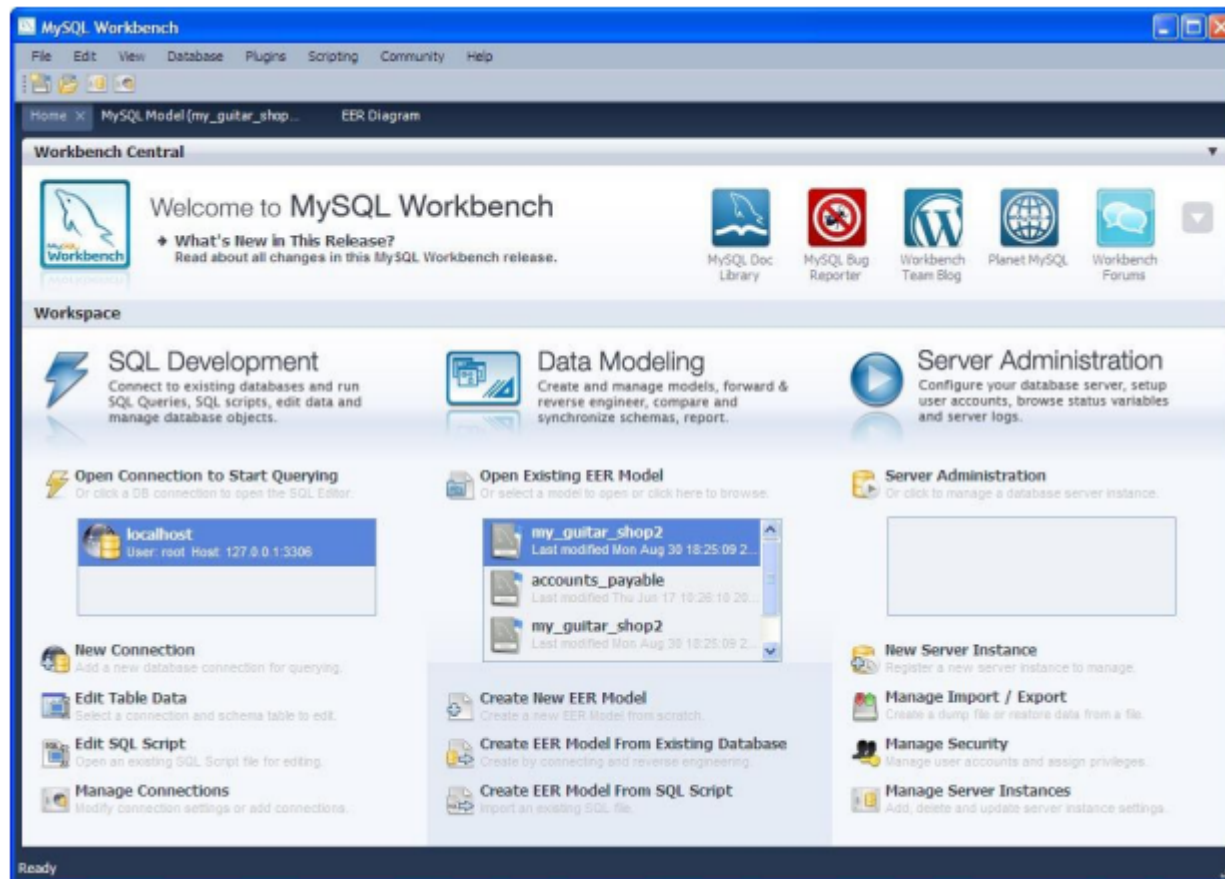 MySQL Workbench
File Edit View Database Plugins Scripting Community Help
Home × MySQL Model (my_guitar_shop... EER Diagram
Workbench Central
MySQL Workbench
Welcome to MySQL Workbench
What's New in This Release?
Read about all changes in this MySQL Workbench release.
MySQL Doc Library
MySQL Bug Reporter
Workbench Team Blog
Planet MySQL
Workbench Forums
Workspace
SQL Development
Connect to existing databases and run
SQL Queries, SQL scripts, edit data and
manage database objects.
Open Connection to Start Querying
Or click a DB connection to open the SQL Editor.
localhost
User: root Host: 127.0.0.1:3306
New Connection
Add a new database connection for querying.
Edit Table Data
Select a connection and schema table to edit.
Edit SQL Script
Open an existing SQL Script file for editing.
Manage Connections
Modify connection settings or add connections.
Data Modeling
Create and manage models, forward &
reverse engineer, compare and
synchronize schemas, report.
Open Existing EER Model
Or select a model to open or click here to browse.
my_guitar_shop2
Last modified Mon Aug 30 18:25:09 2...
accounts_payable
Last modified Thu Jun 17 10:26:10 20...
my_guitar_shop2
Last modified Mon Aug 30 18:25:09 2...
Create New EER Model
Create a new EER Model from scratch.
Create EER Model From Existing Database
Create by connecting and reverse engineering.
Create EER Model From SQL Script
Import an existing SQL file.
Server Administration
Configure your database server, setup
user accounts, browse status variables
and server logs.
Server Administration
Or click to manage a database server instance.
New Server Instance
Register a new server instance to manage.
Manage Import / Export
Create a dump file or restore data from a file.
Manage Security
Manage user accounts and assign privileges.
Manage Server Instances
Add, delete and update server instance settings.
Ready